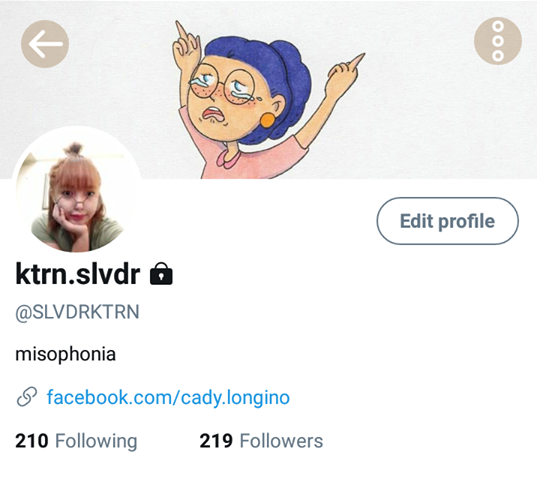 Edit profile
ktrn.slvdr
@SLVDRKTRN
misophonia
facebook.com/cady.longino
210 Following 219 Followers